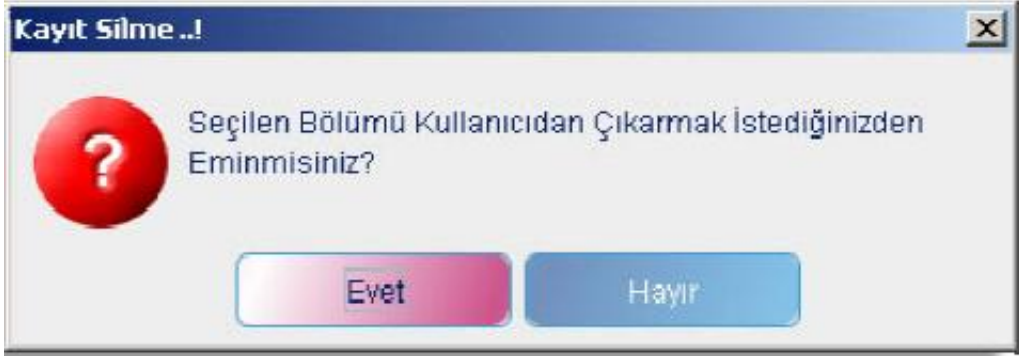 Kayıt Silme ..!
Seçilen Bölümü Kullanıcıdan Çıkarmak İstediğinizden
Eminmisiniz?
Evet
Hayır